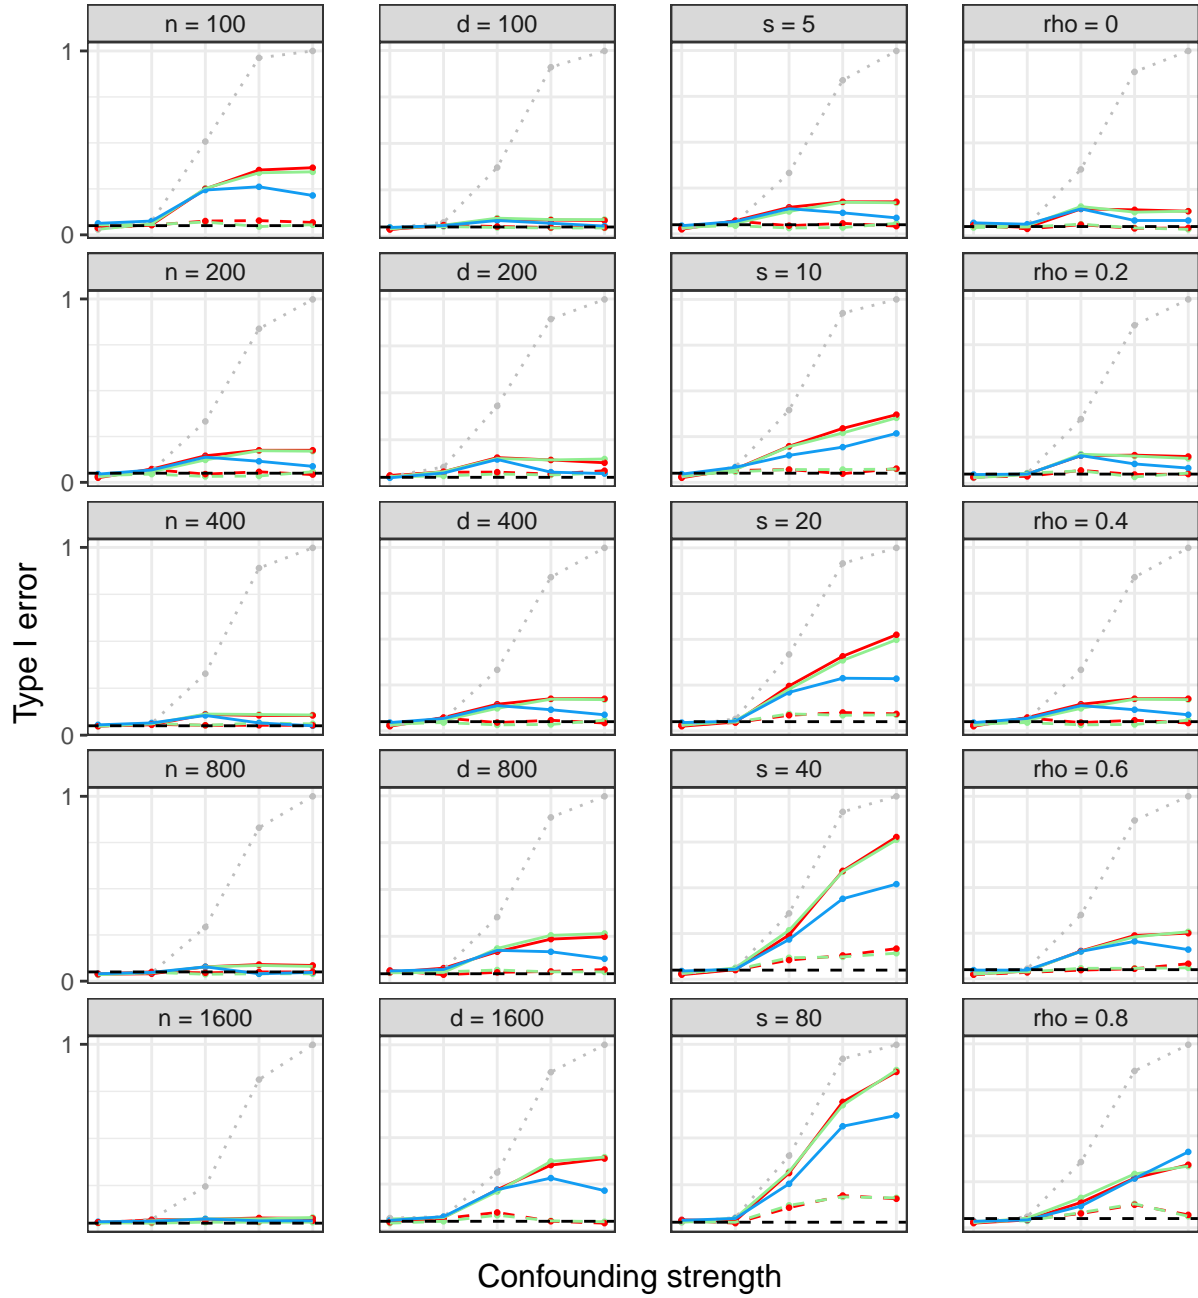 n = 100
d = 100
s = 5
rho = 0
1
0
n = 200
d = 200
s = 10
rho = 0.2
1
0
n = 400
d = 400
s = 20
rho = 0.4
1
0
n = 800
d = 800
s = 40
rho = 0.6
1
0
n = 1600
d = 1600
s = 80
rho = 0.8
1
Type I error
Confounding strength